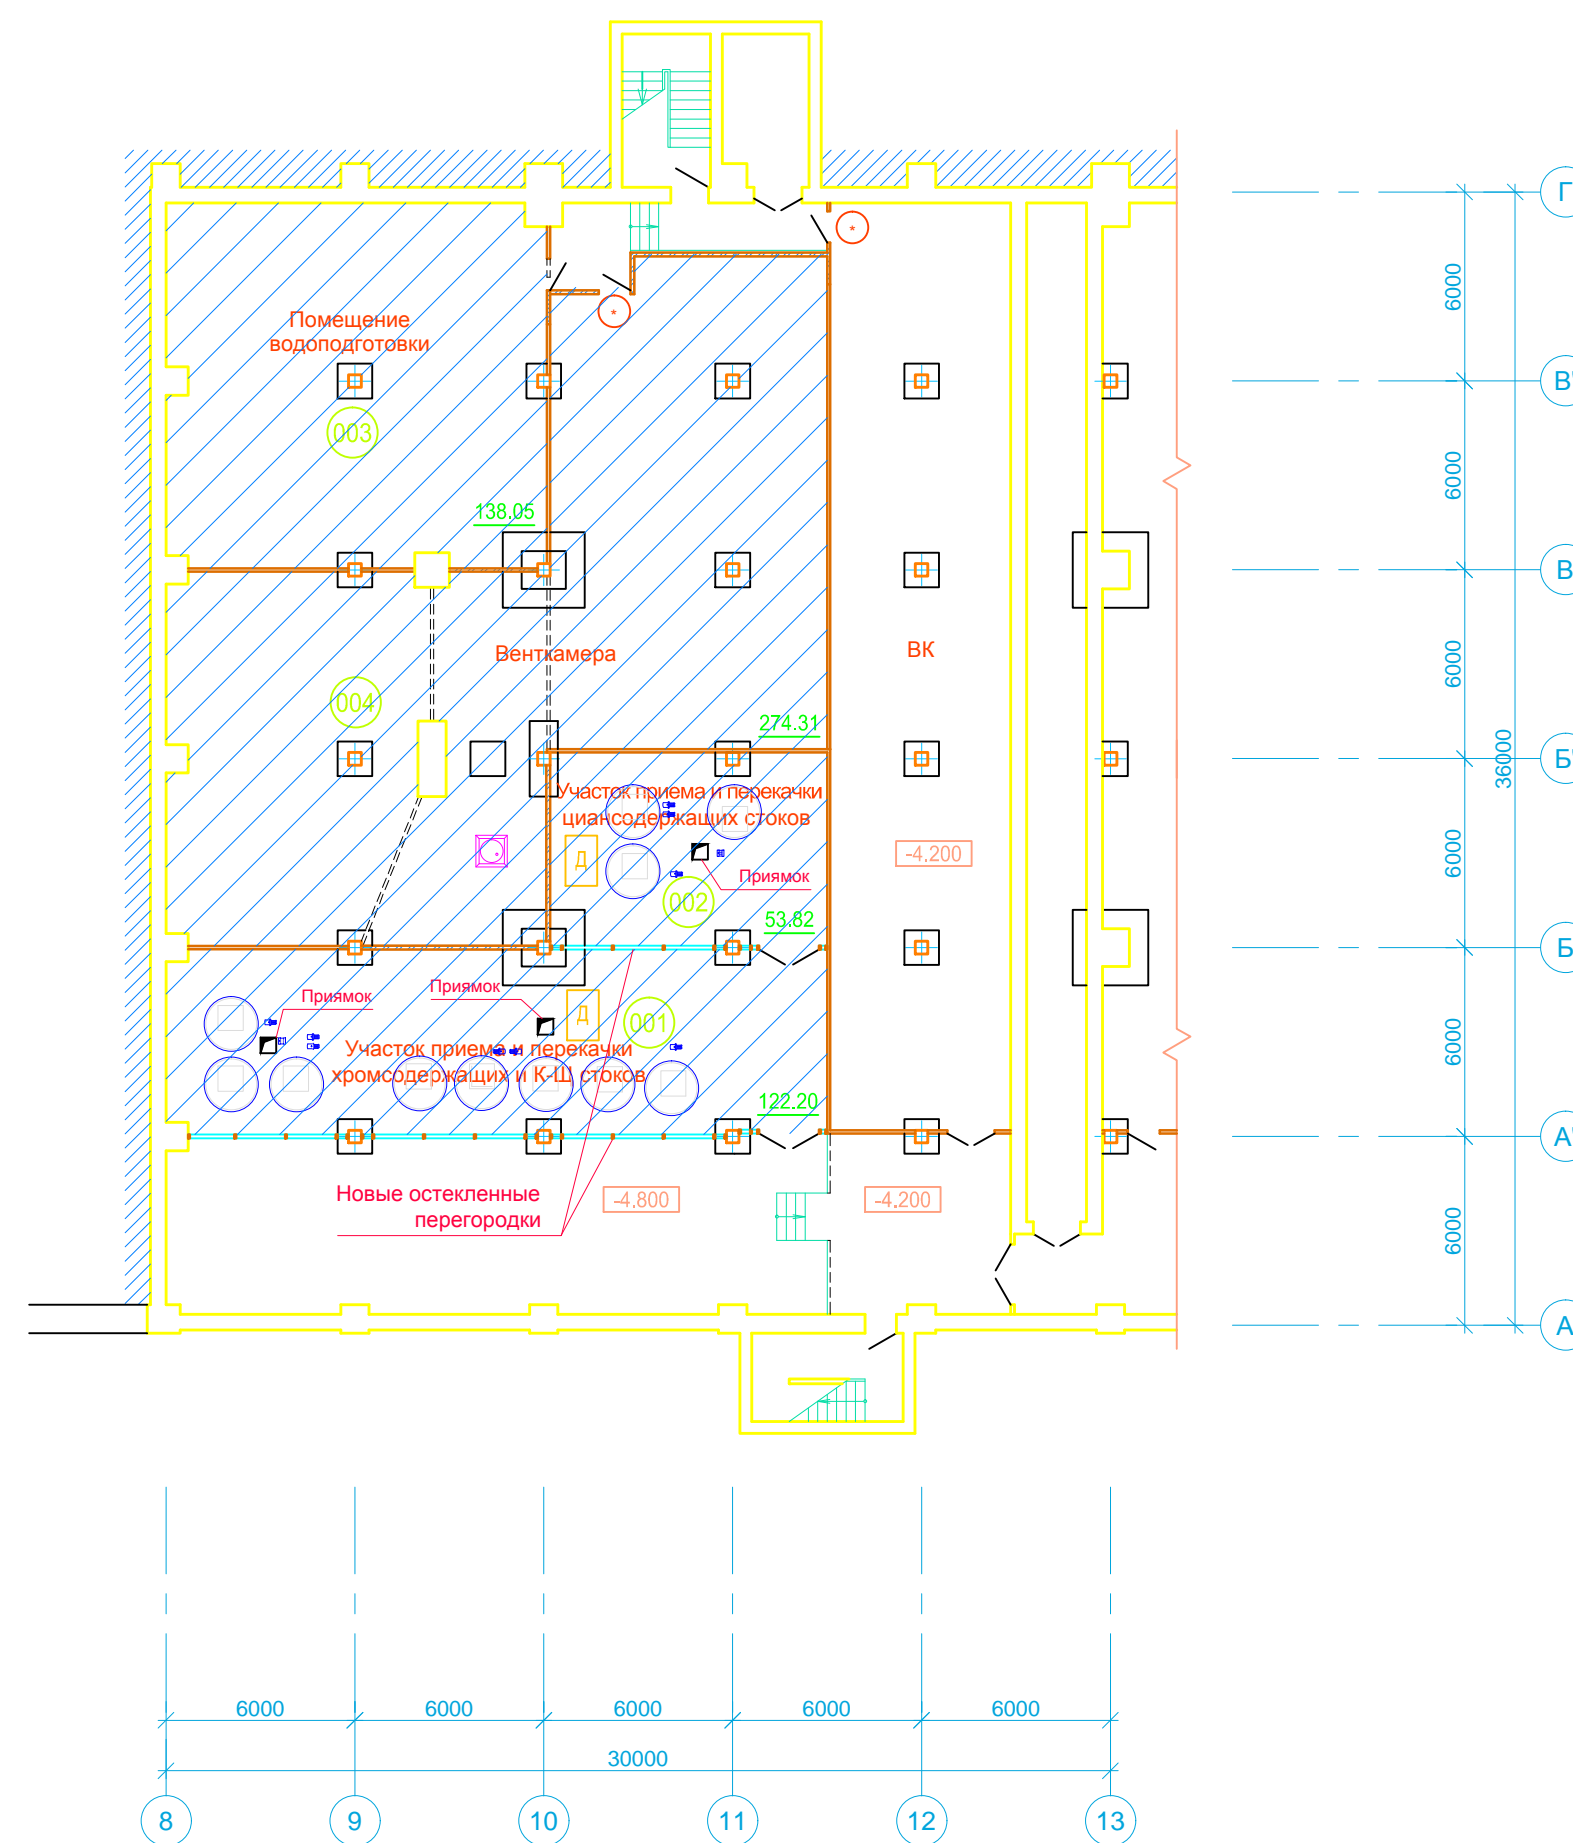 Г
*
*
6000
Помещение
водоподготовки
В'
003
6000
138.05
В
Венткамера
ВК
6000
004
274.31
Б'
36000
Участок приема и перекачки
циансодержащих стоков
-4.200
6000
Д
Приямок
002
53.82
Б
Приямок
Приямок
Д
001
6000
Участок приема и перекачки
хромсодержащих и К-Щ стоков
122.20
А'
Новые остекленные
перегородки
-4.800
-4.200
6000
А
6000
6000
6000
6000
6000
30000
8
9
10
11
12
13